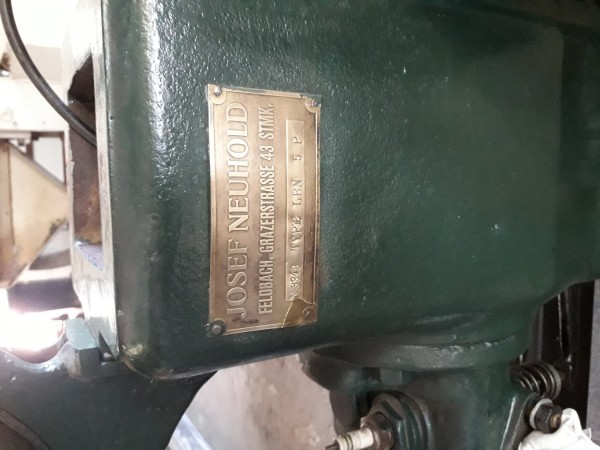 JOSEF NEUHOLD
FELDBACH, GRAZERSTRASSE 43 STMK.
TYPE LBN 5 P